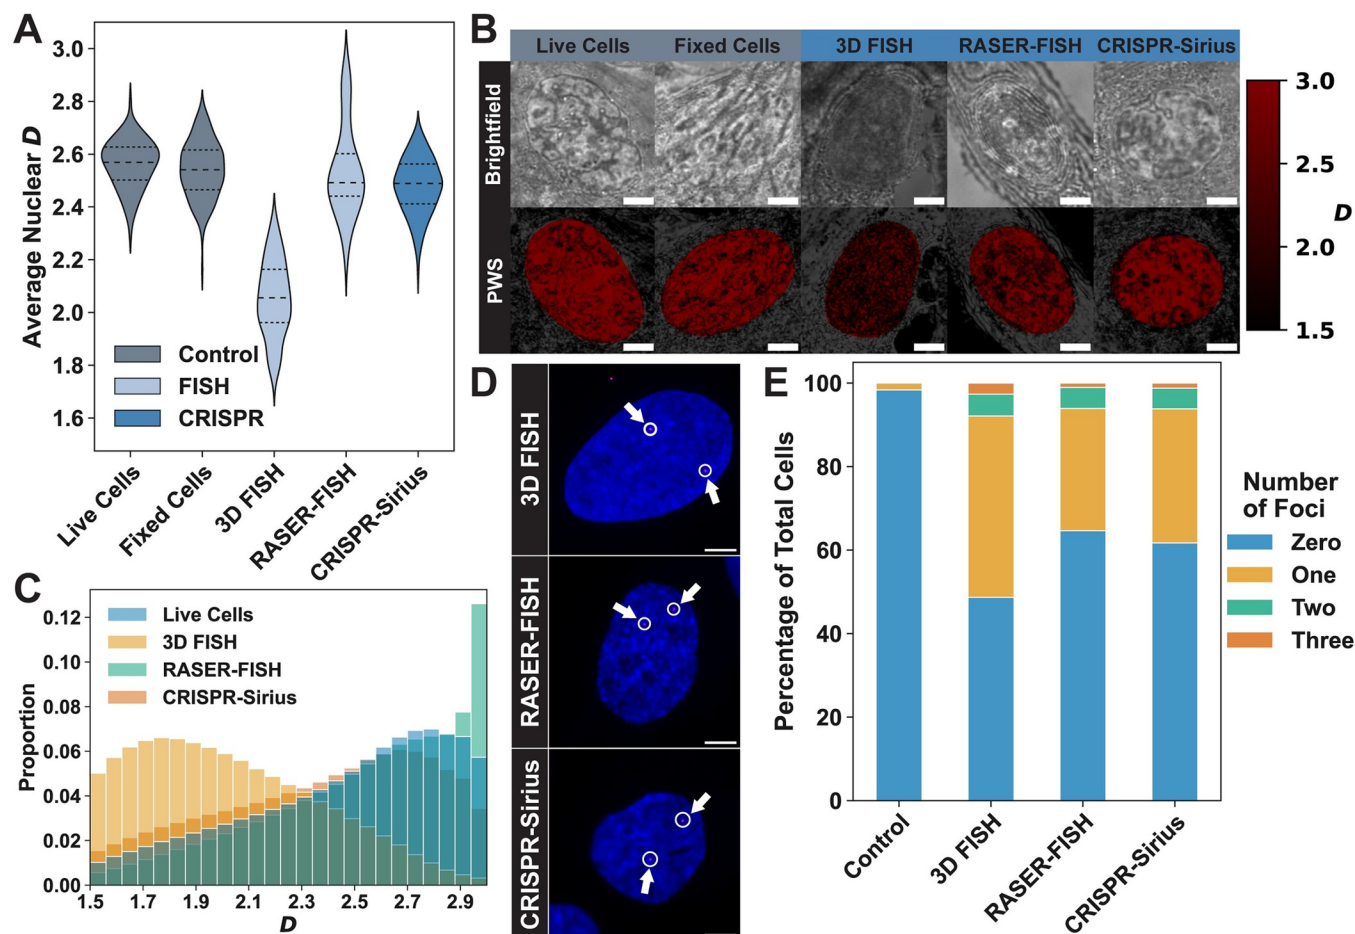 A
Average Nuclear D
3.0
2.8
2.6
2.4
2.2
2.0
1.8
1.6
Control
FISH
CRISPR
Live Cells
Fixed Cells
3D FISH
RASER-FISH
CRISPR-Sirius
B
Live Cells Fixed Cells 3D FISH RASER-FISH CRISPR-Sirius
Brightfield
PWS
3.0
2.5
2.0
1.5
D
C
Proportion
0.12
0.10
0.08
0.06
0.04
0.02
0.00
Live Cells
3D FISH
RASER-FISH
CRISPR-Sirius
1.5 1.7 1.9 2.1 2.3 2.5 2.7 2.9
D
D
3D FISH
RASER-FISH
CRISPR-Sirius
E
Percentage of Total Cells
100
80
60
40
20
0
Control
3D FISH
RASER-FISH
CRISPR-Sirius
Number
of Foci
Zero
One
Two
Three